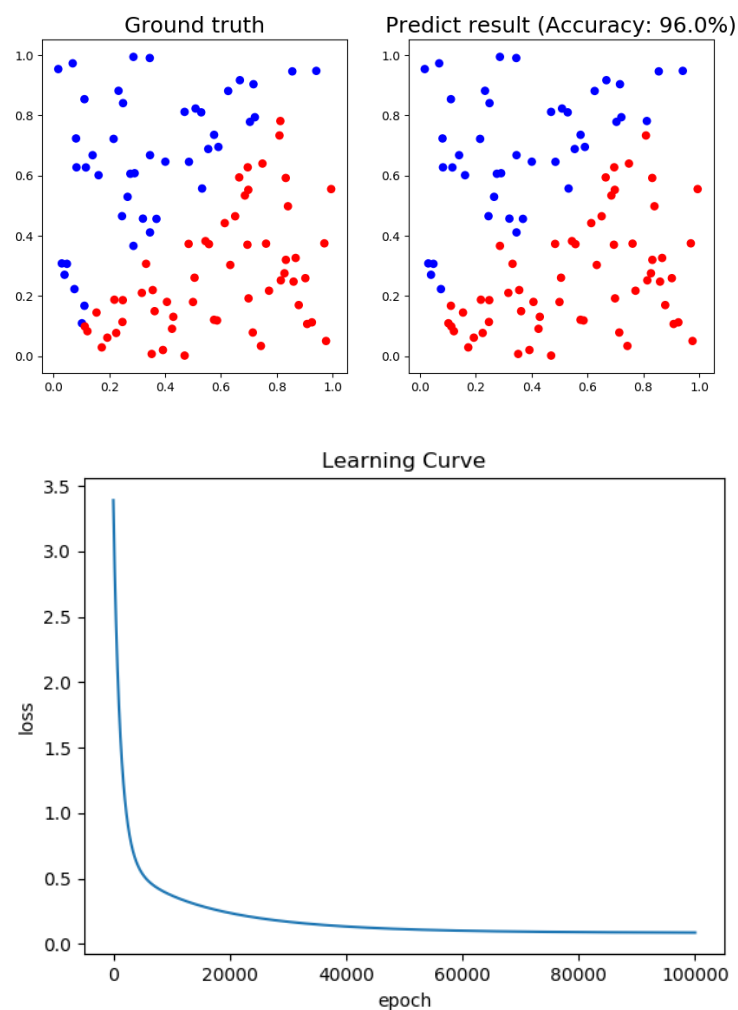 Ground truth
Predict result (Accuracy: 96.0%)
1.0
0.8
0.6
0.4
0.2
0.0
0.0 0.2 0.4 0.6 0.8 1.0
1.0
0.8
0.6
0.4
0.2
0.0
0.0 0.2 0.4 0.6 0.8 1.0
Learning Curve
3.5
3.0
2.5
2.0
1.5
1.0
0.5
0.0
loss
0 20000 40000 60000 80000 100000
epoch